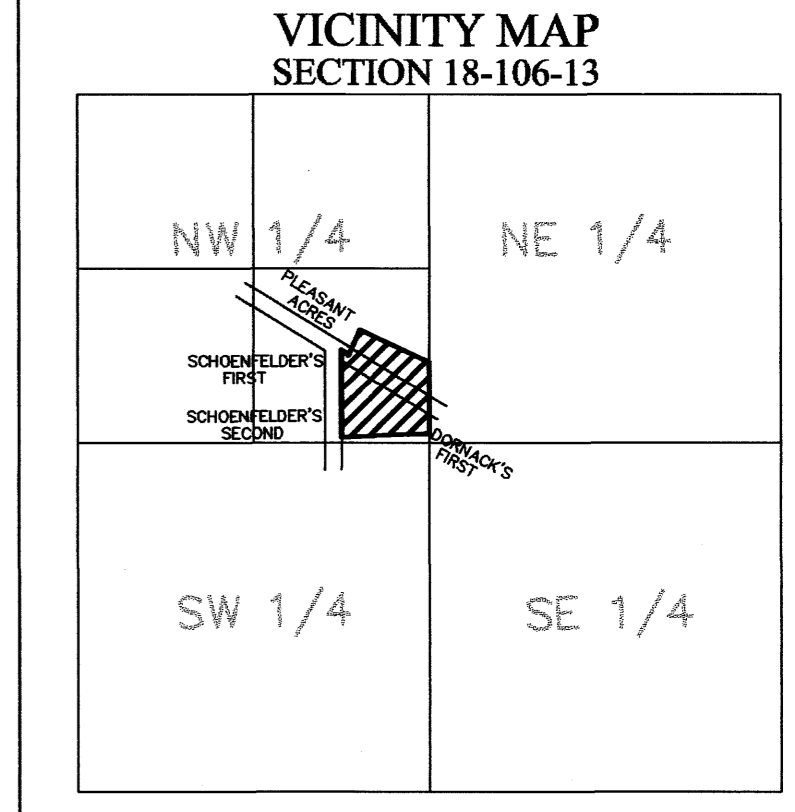 VICINITY MAP
SECTION 18-106-13
NW 1/4
NE 1/4
PLEASANT
ACRES
SCHOENFELDER'S
FIRST
SCHOENFELDER'S
SECOND
DORNACK'S
FIRST
SW 1/4
SE 1/4